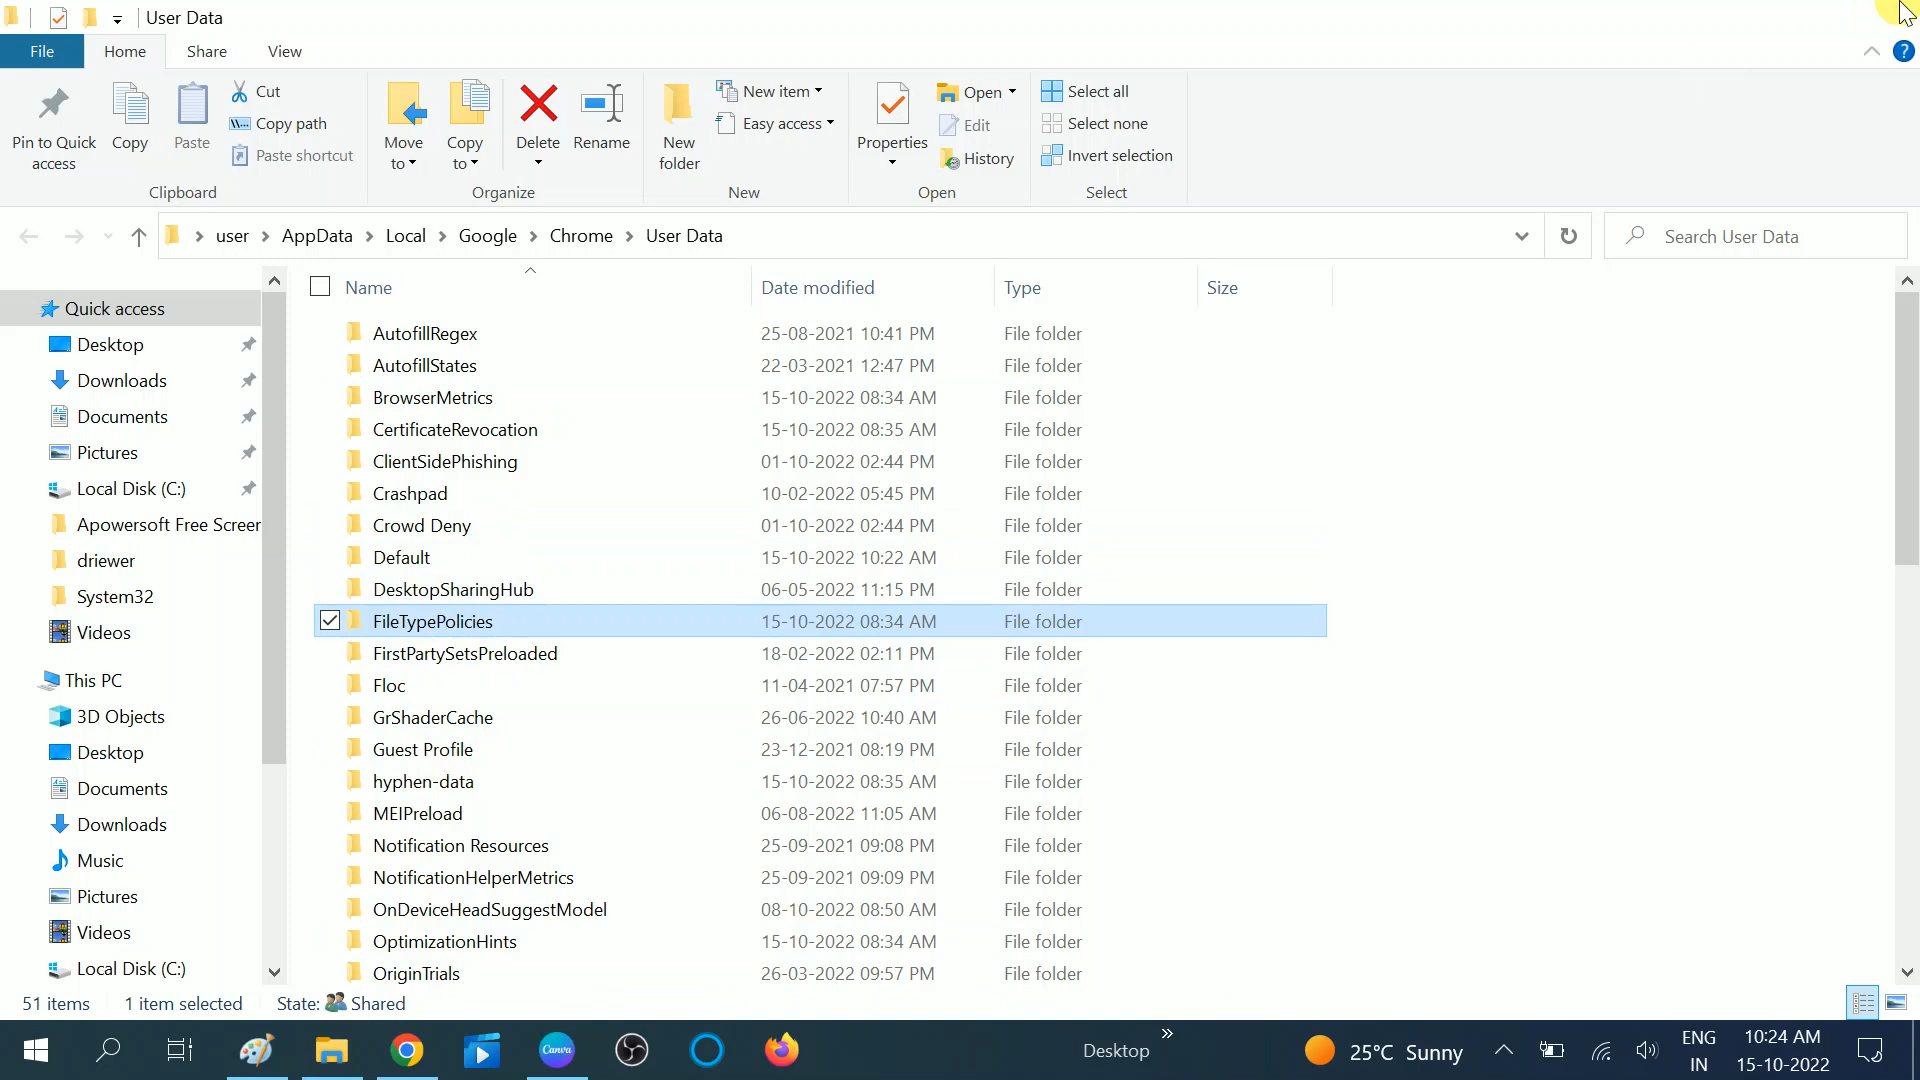 User Data
File
Home
Share
View
?
Pin to Quick access
Copy
Paste
Cut
Copy path
Paste shortcut
Clipboard
Move to
Copy to
Delete
Rename
Organize
New folder
New item
Easy access
New
Properties
Open
Edit
History
Open
Select all
Select none
Invert selection
Select
user
AppData
Local
Google
Chrome
User Data
Search User Data
Quick access
Desktop
Downloads
Documents
Pictures
Local Disk (C:)
Apowersoft Free Screer
driewer
System32
Videos
This PC
3D Objects
Desktop
Documents
Downloads
Music
Pictures
Videos
Local Disk (C:)
Name Date modified Type Size
AutofillRegex 25-08-2021 10:41 PM File folder
AutofillStates 22-03-2021 12:47 PM File folder
BrowserMetrics 15-10-2022 08:34 AM File folder
CertificateRevocation 15-10-2022 08:35 AM File folder
ClientSidePhishing 01-10-2022 02:44 PM File folder
Crashpad 10-02-2022 05:45 PM File folder
Crowd Deny 01-10-2022 02:44 PM File folder
Default 15-10-2022 10:22 AM File folder
DesktopSharingHub 06-05-2022 11:15 PM File folder
FileTypePolicies 15-10-2022 08:34 AM File folder
FirstPartySetsPreloaded 18-02-2022 02:11 PM File folder
Floc 11-04-2021 07:57 PM File folder
GrShaderCache 26-06-2022 10:40 AM File folder
Guest Profile 23-12-2021 08:19 PM File folder
hyphen-data 15-10-2022 08:35 AM File folder
MEIPreload 06-08-2022 11:05 AM File folder
Notification Resources 25-09-2021 09:08 PM File folder
NotificationHelperMetrics 25-09-2021 09:09 PM File folder
OnDeviceHeadSuggestModel 08-10-2022 08:50 AM File folder
OptimizationHints 15-10-2022 08:34 AM File folder
OriginTrials 26-03-2022 09:57 PM File folder
51 items
1 item selected
State: Shared
Canva
Desktop
25°C Sunny
ENG
IN
10:24 AM
15-10-2022